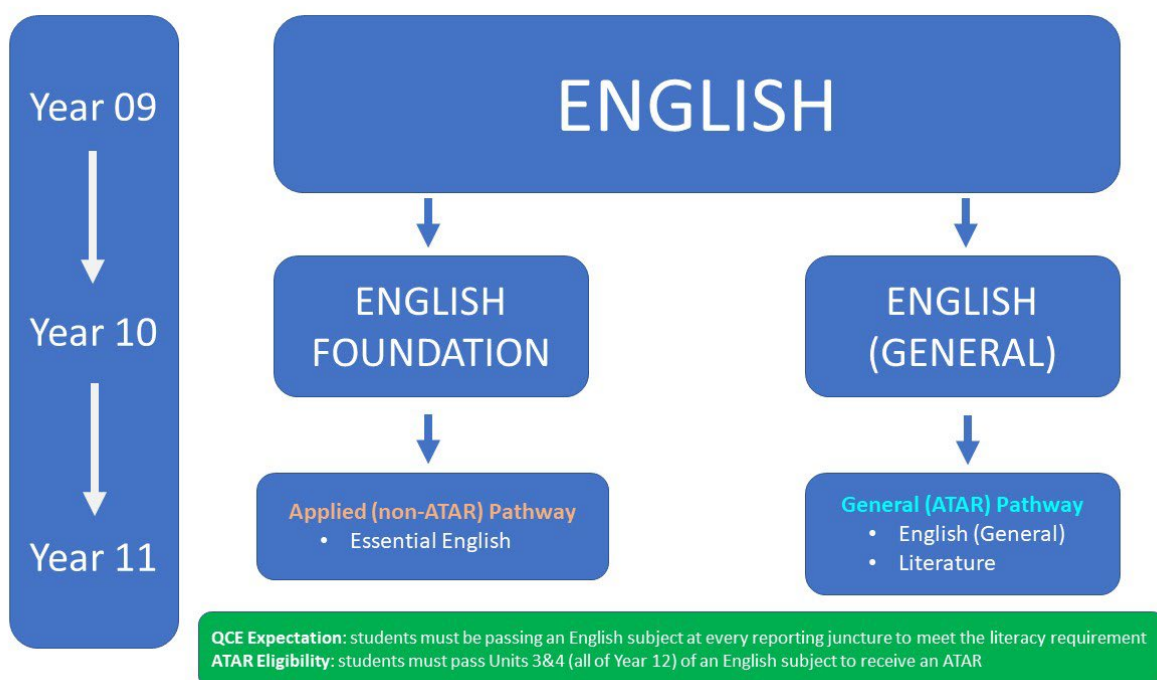 Year 09
Year 10
Year 11
ENGLISH
ENGLISH
FOUNDATION
ENGLISH
(GENERAL)
Applied (non-ATAR) Pathway
• Essential English
General (ATAR) Pathway
• English (General)
• Literature
QCE Expectation: students must be passing an English subject at every reporting juncture to meet the literacy requirement
ATAR Eligibility: students must pass Units 3&4 (all of Year 12) of an English subject to receive an ATAR